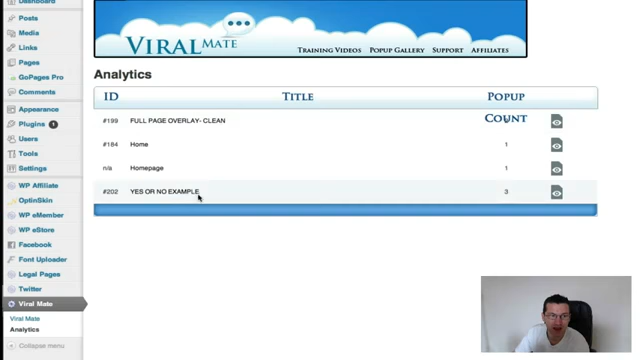 Dashboard
Posts
Media
Links
Pages
GoPages Pro
Comments
Appearance
Plugins 1
Users
Tools
Settings
WP Affiliate
OptinSkin
WP eMember
WP eStore
Facebook
Font Uploader
Legal Pages
Twitter
Viral Mate
Viral Mate
Analytics
Collapse menu
VIRAL MATE
TRAINING VIDEOS POPUP GALLERY SUPPORT AFFILIATES
Analytics
ID TITLE POPUP COUNT
#199 FULL PAGE OVERLAY- CLEAN
#184 Home 1
n/a Homepage 1
#202 YES OR NO EXAMPLE 3